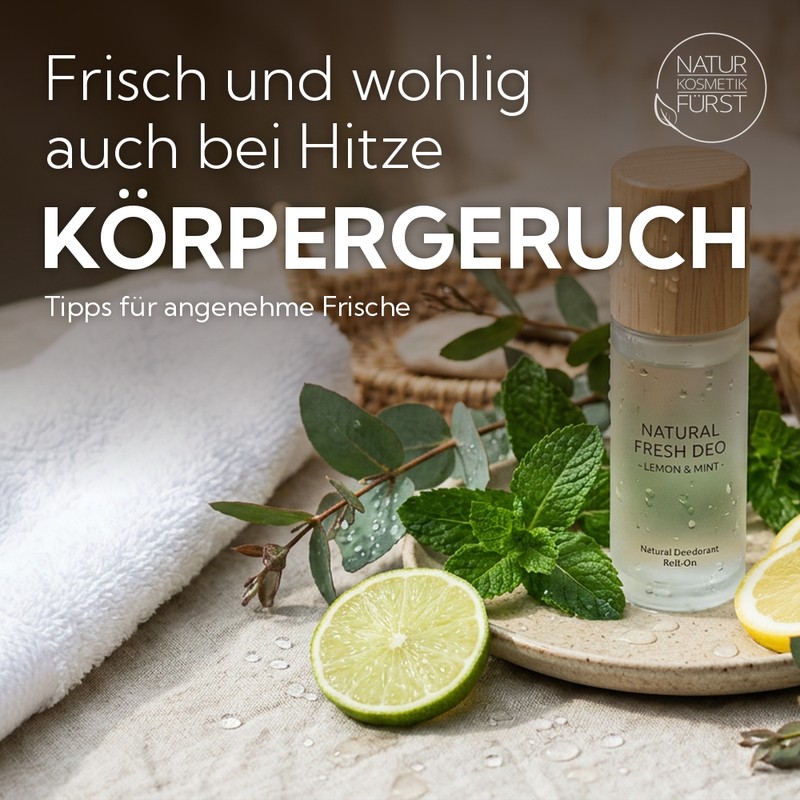 Frisch und wohlig
auch bei Hitze
KÖRPERGERUCH
Tipps für angenehme Frische
NATUR
KOSMETIK
FÜRST
NATURAL
FRESH DEO
- LEMON & MINT -
Natural Deodorant
Relt-On